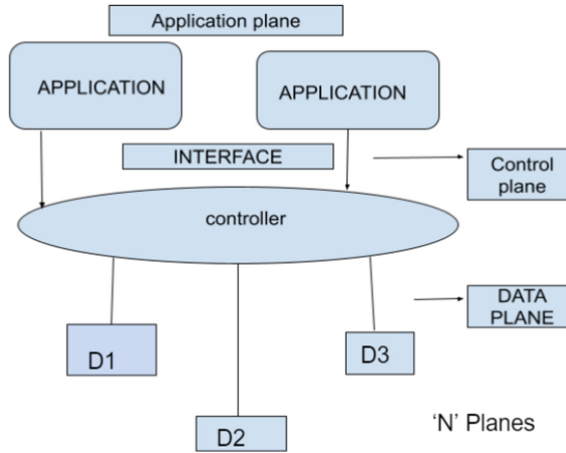 Application plane
APPLICATION
APPLICATION
INTERFACE
Control
plane
controller
DATA
PLANE
D1
D3
D2
‘N’ Planes